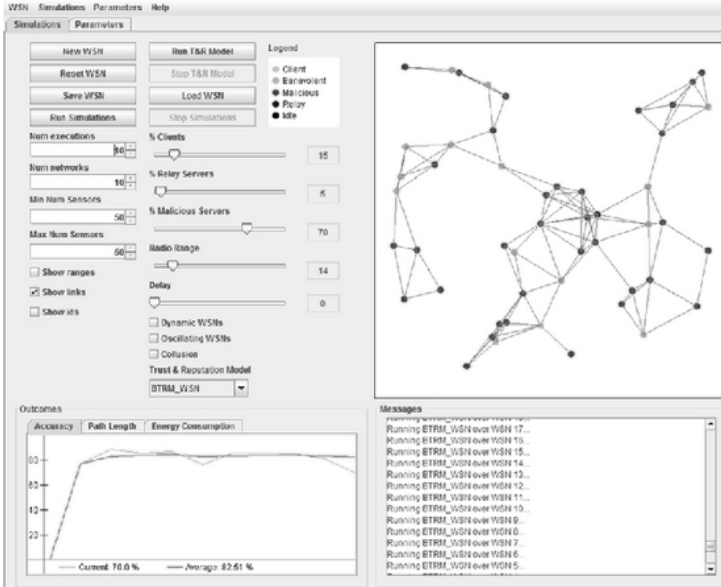 WSN Simulations Parameters Help
Simulations Parameters
New WSN Run T&R Model
Reset WSN Stop T&R Model
Save WSN Load WSN
Run Simulations Stop Simulations
Legend
Client
Benevolent
Malicious
Relay
Idle
Num executions
10
Num networks
10
Min Num Sensors
50
Max Num Sensors
50
Show ranges
Show links
Show ids
% Clients
15
% Relay Servers
5
% Malicious Servers
70
Radio Range
14
Delay
0
Dynamic WSNs
Oscillating WSNs
Collusion
Trust & Reputation Model
BTRM_WSN
Outcomes
Accuracy Path Length Energy Consumption
80
60
40
20
Current: 70.0 % Average: 82.51 %
Messages
Running BTRM_WSN over WSN 17...
Running BTRM_WSN over WSN 16...
Running BTRM_WSN over WSN 15...
Running BTRM_WSN over WSN 14...
Running BTRM_WSN over WSN 13...
Running BTRM_WSN over WSN 12...
Running BTRM_WSN over WSN 11...
Running BTRM_WSN over WSN 10...
Running BTRM_WSN over WSN 9...
Running BTRM_WSN over WSN 8...
Running BTRM_WSN over WSN 7...
Running BTRM_WSN over WSN 6...
Running BTRM_WSN over WSN 5...